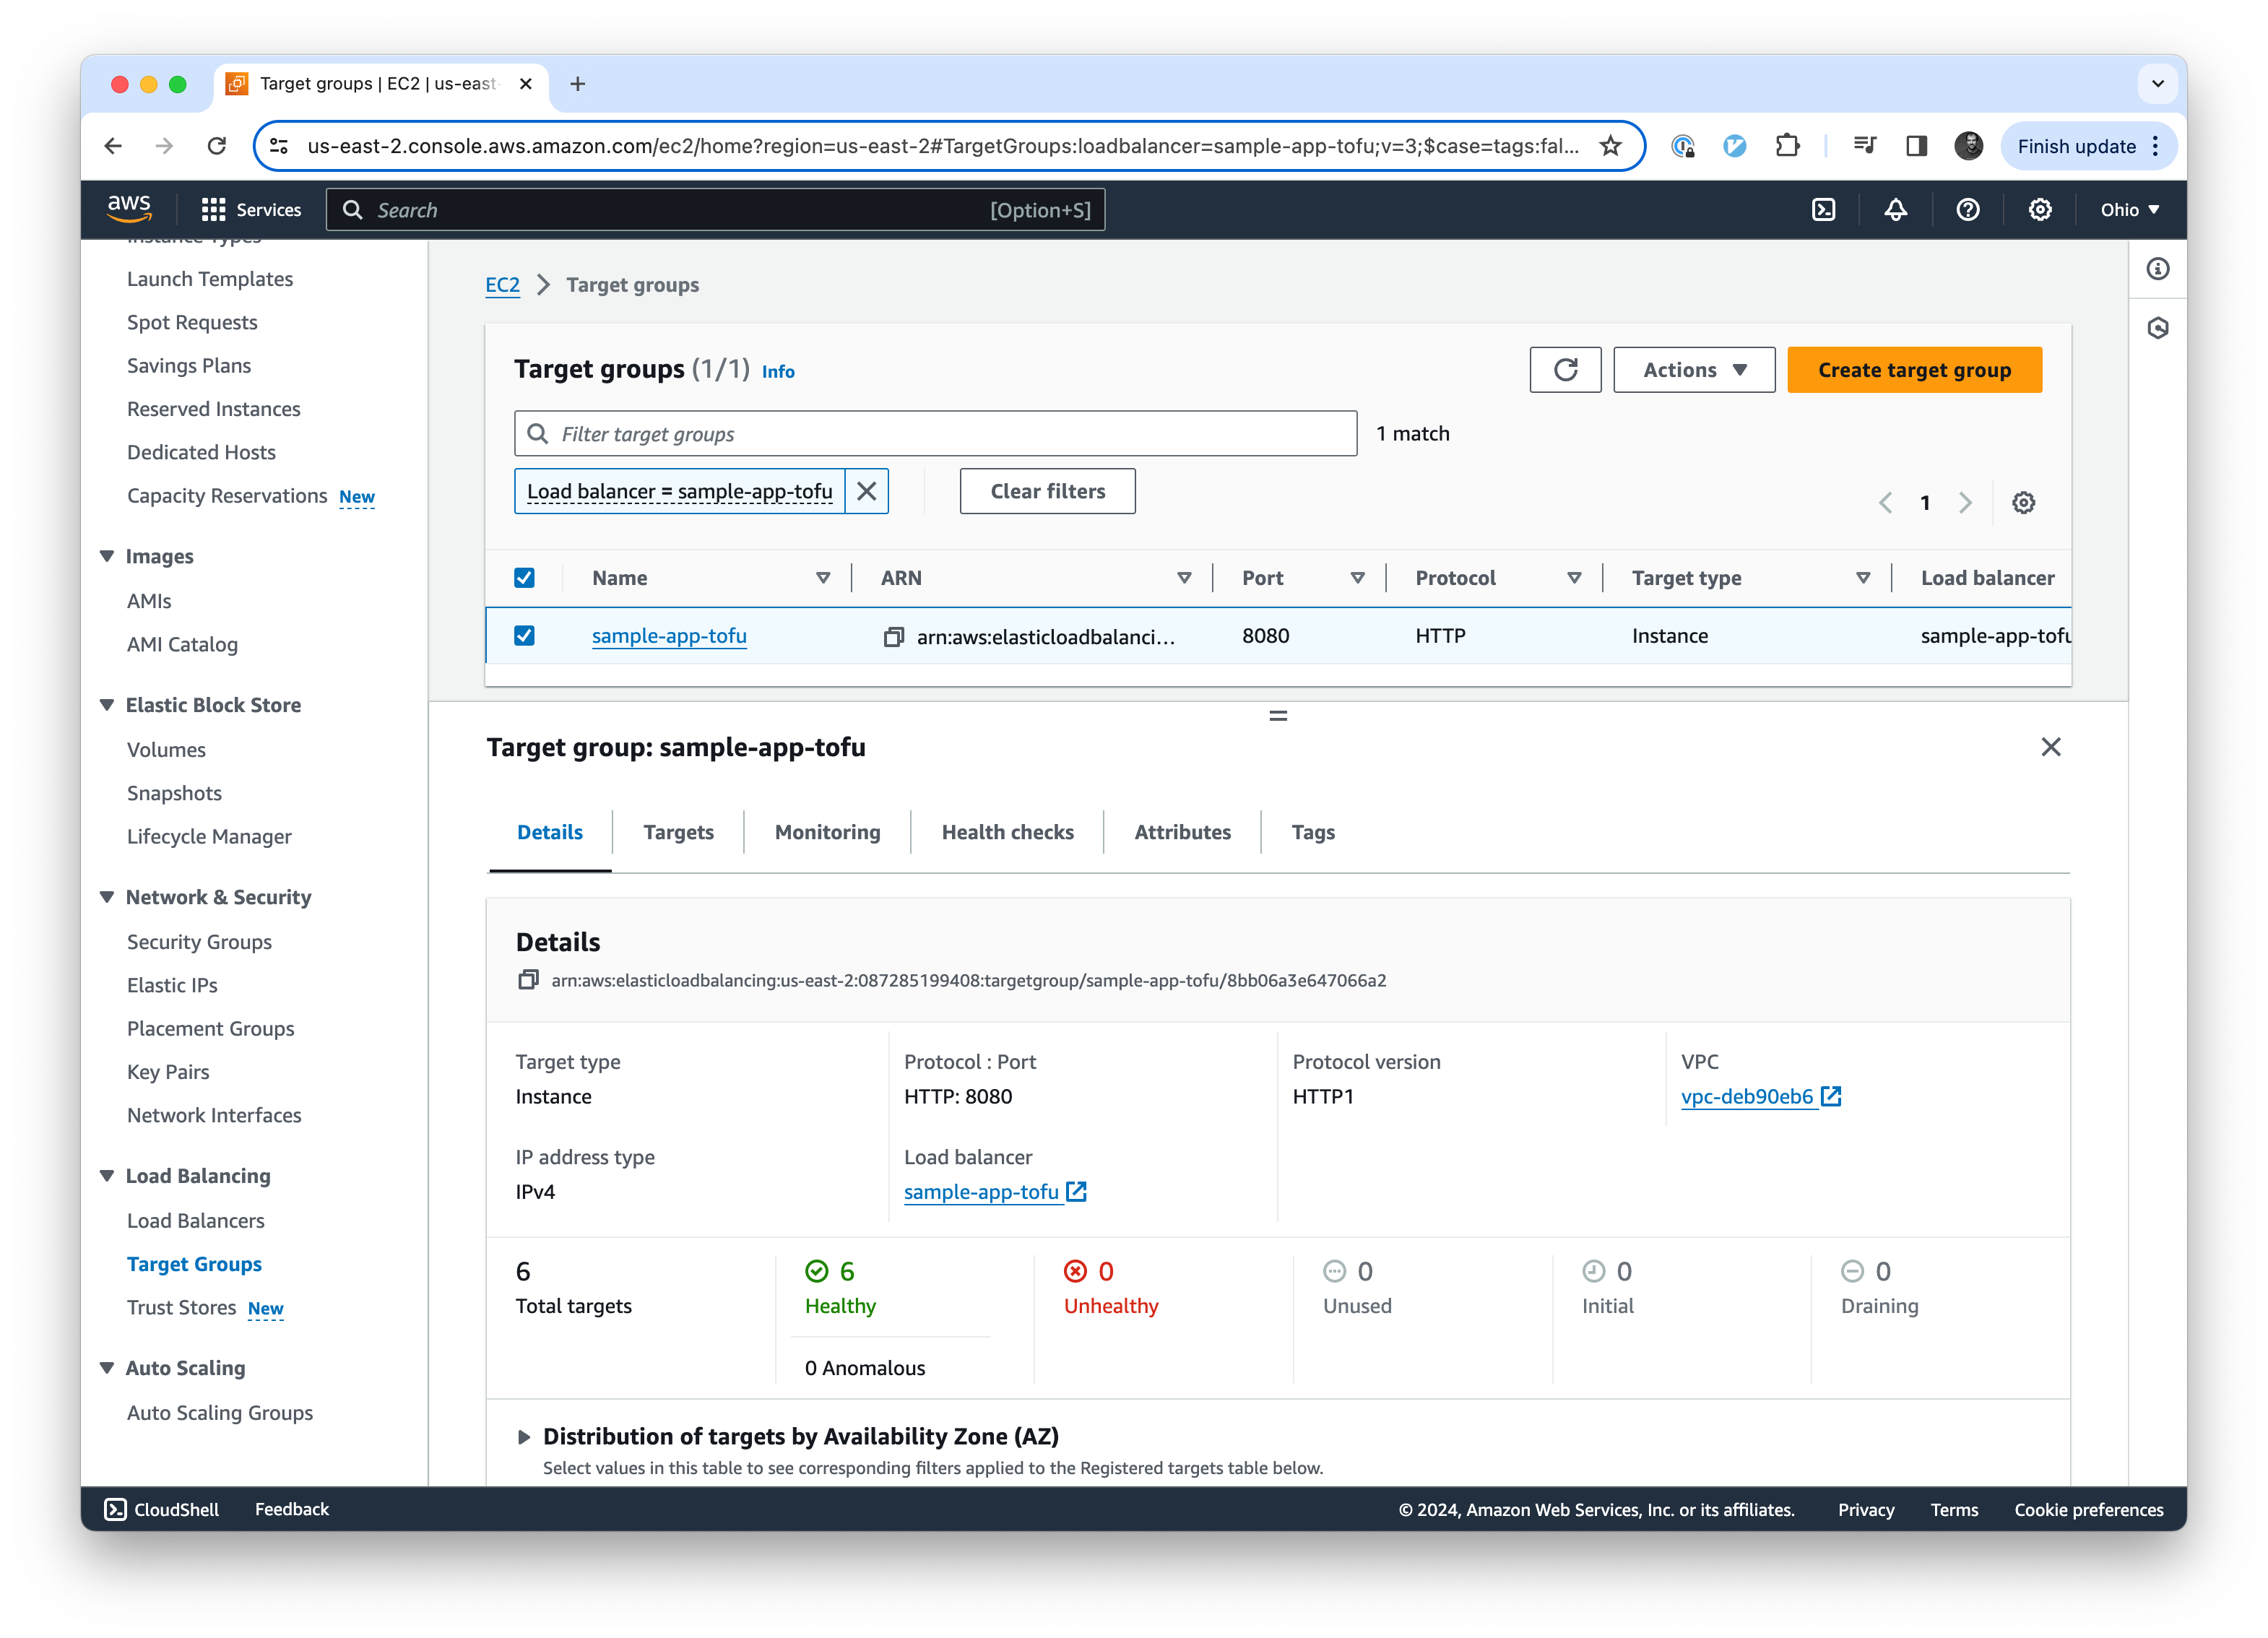 Target groups | EC2 | us-east-
us-east-2.console.aws.amazon.com/ec2/home?region=us-east-2#TargetGroups:loadbalancer=sample-app-tofu;v=3;$case=tags:fal...
Finish update
aws
Services
Search
[Option+S]
Ohio
Instance Types
Launch Templates
Spot Requests
Savings Plans
Reserved Instances
Dedicated Hosts
Capacity Reservations New
Images
AMIs
AMI Catalog
Elastic Block Store
Volumes
Snapshots
Lifecycle Manager
Network & Security
Security Groups
Elastic IPs
Placement Groups
Key Pairs
Network Interfaces
Load Balancing
Load Balancers
Target Groups
Trust Stores New
Auto Scaling
Auto Scaling Groups
EC2 > Target groups
Target groups (1/1) Info
Actions
Create target group
Filter target groups
1 match
Load balancer = sample-app-tofu
Clear filters
1
Name ARN Port Protocol Target type Load balancer
sample-app-tofu arn:aws:elasticloadbalanci... 8080 HTTP Instance sample-app-tofu
Target group: sample-app-tofu
Details Targets Monitoring Health checks Attributes Tags
Details
arn:aws:elasticloadbalancing:us-east-2:087285199408:targetgroup/sample-app-tofu/8bb06a3e647066a2
Target type
Instance
Protocol : Port
HTTP: 8080
Protocol version
HTTP1
VPC
vpc-deb90eb6
IP address type
IPv4
Load balancer
sample-app-tofu
6
Total targets
6
Healthy
0 Anomalous
0
Unhealthy
0
Unused
0
Initial
0
Draining
Distribution of targets by Availability Zone (AZ)
Select values in this table to see corresponding filters applied to the Registered targets table below.
CloudShell
Feedback
© 2024, Amazon Web Services, Inc. or its affiliates.
Privacy
Terms
Cookie preferences